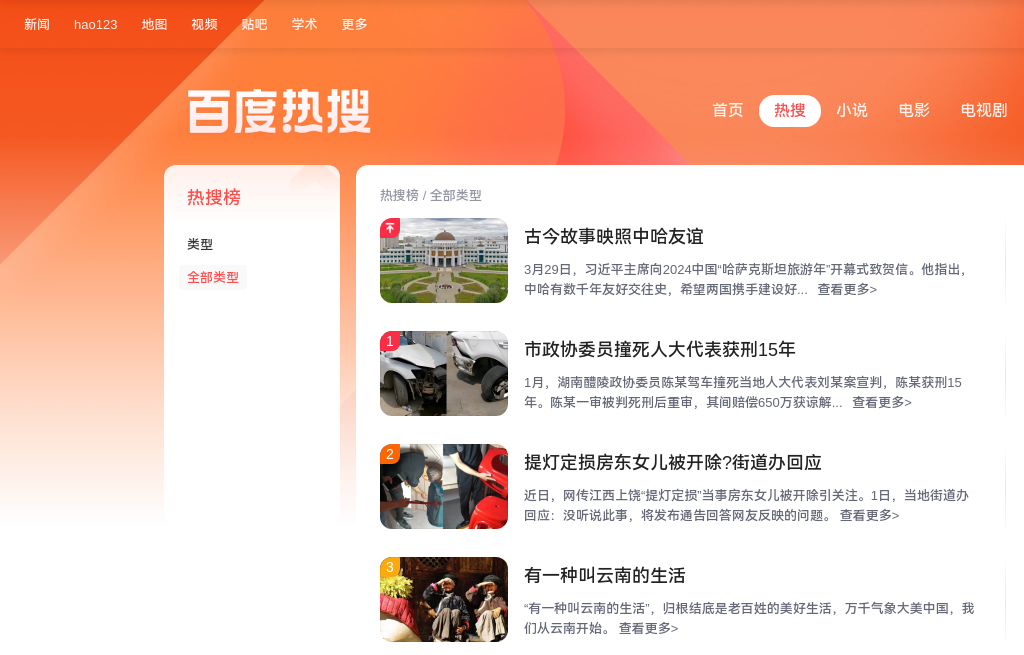 新闻 hao123 地图 视频 贴吧 学术 更多
百度热搜
首页 热搜 小说 电影 电视剧
热搜榜
类型
全部类型
热搜榜 / 全部类型
古今故事映照中哈友谊
3月29日，习近平主席向2024中国“哈萨克斯坦旅游年”开幕式致贺信。他指出，
中哈有数千年友好交往史，希望两国携手建设好... 查看更多>
1
市政协委员撞死人大代表获刑15年
1月，湖南醴陵政协委员陈某驾车撞死当地人大代表刘某案宣判，陈某获刑15
年。陈某一审被判死刑后重审，其间赔偿650万获谅解... 查看更多>
2
提灯定损房东女儿被开除?街道办回应
近日，网传江西上饶“提灯定损”当事房东女儿被开除引关注。1日，当地街道办
回应：没听说此事，将发布通告回答网友反映的问题。 查看更多>
3
有一种叫云南的生活
“有一种叫云南的生活”，归根结底是老百姓的美好生活，万千气象大美中国，我
们从云南开始。 查看更多>